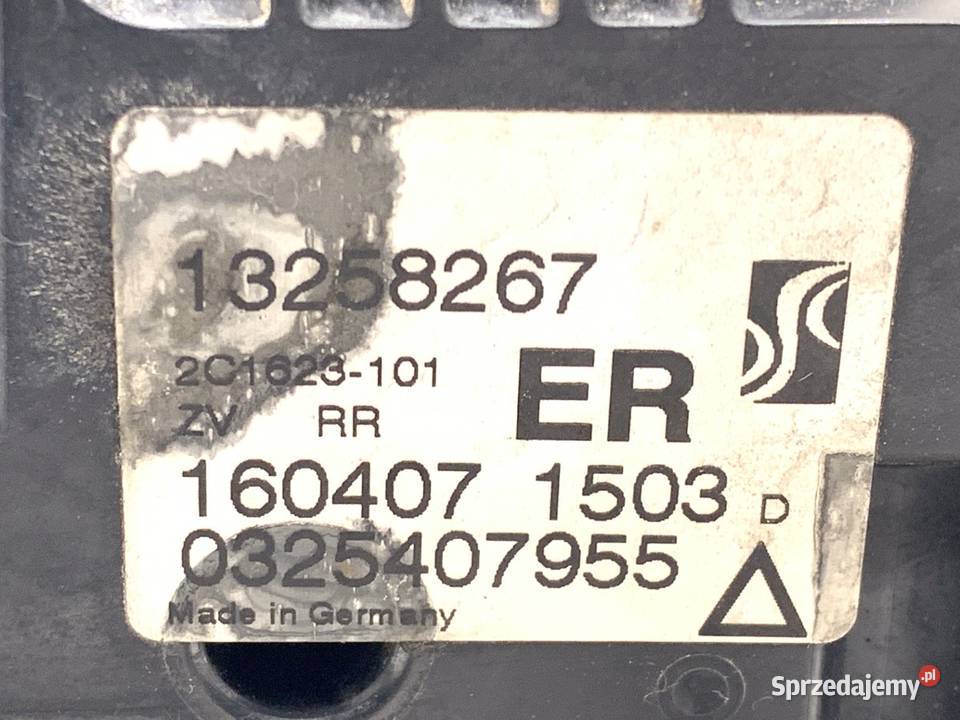 13258267
2C1623-101
ER
ZV RR
160407 1503 D
0325407955
Made in Germany
Sprzedajemy.pl